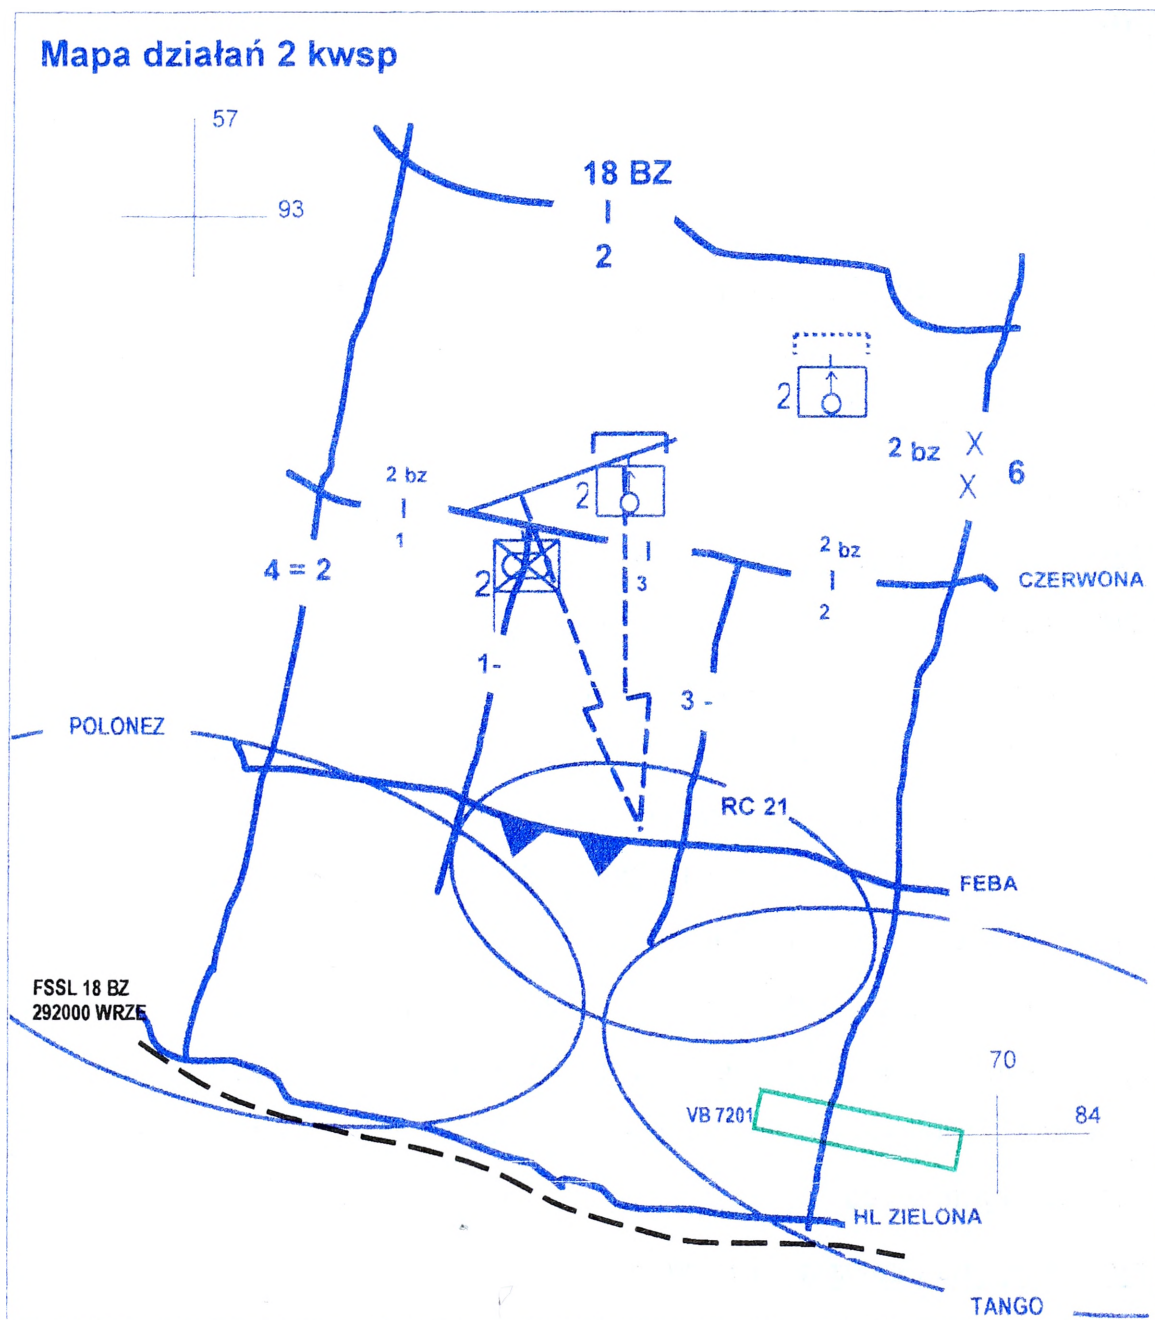 Mapa działań 2 kwsp
57
93
18 BZ
I
2
2
2 bz
X
X
6
2 bz
I
1
2
I
3
2 bz
I
2
CZERWONA
4 = 2
2
1-
3 -
POLONEZ
RC 21
FEBA
FSSL 18 BZ
292000 WRZE
70
84
VB 7201
HL ZIELONA
TANGO